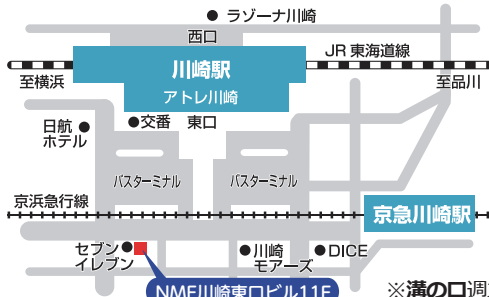 ラゾーナ川崎
西口
川崎駅
JR 東海道線
至横浜
アトレ川崎
至品川
日航
ホテル
交番
東口
バスターミナル
バスターミナル
京浜急行線
京急川崎駅
セブン
イレブン
川崎
モアーズ
DICE
NMF川崎東口ビル11F
※溝の口週